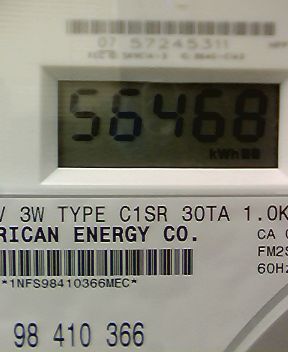 07 57245311
56468
kWh
V 3W TYPE C1SR 30TA 1.0K
RICAN ENERGY CO.
CA
FM2S
60Hz
*1NFS98410366MEC*
98 410 366